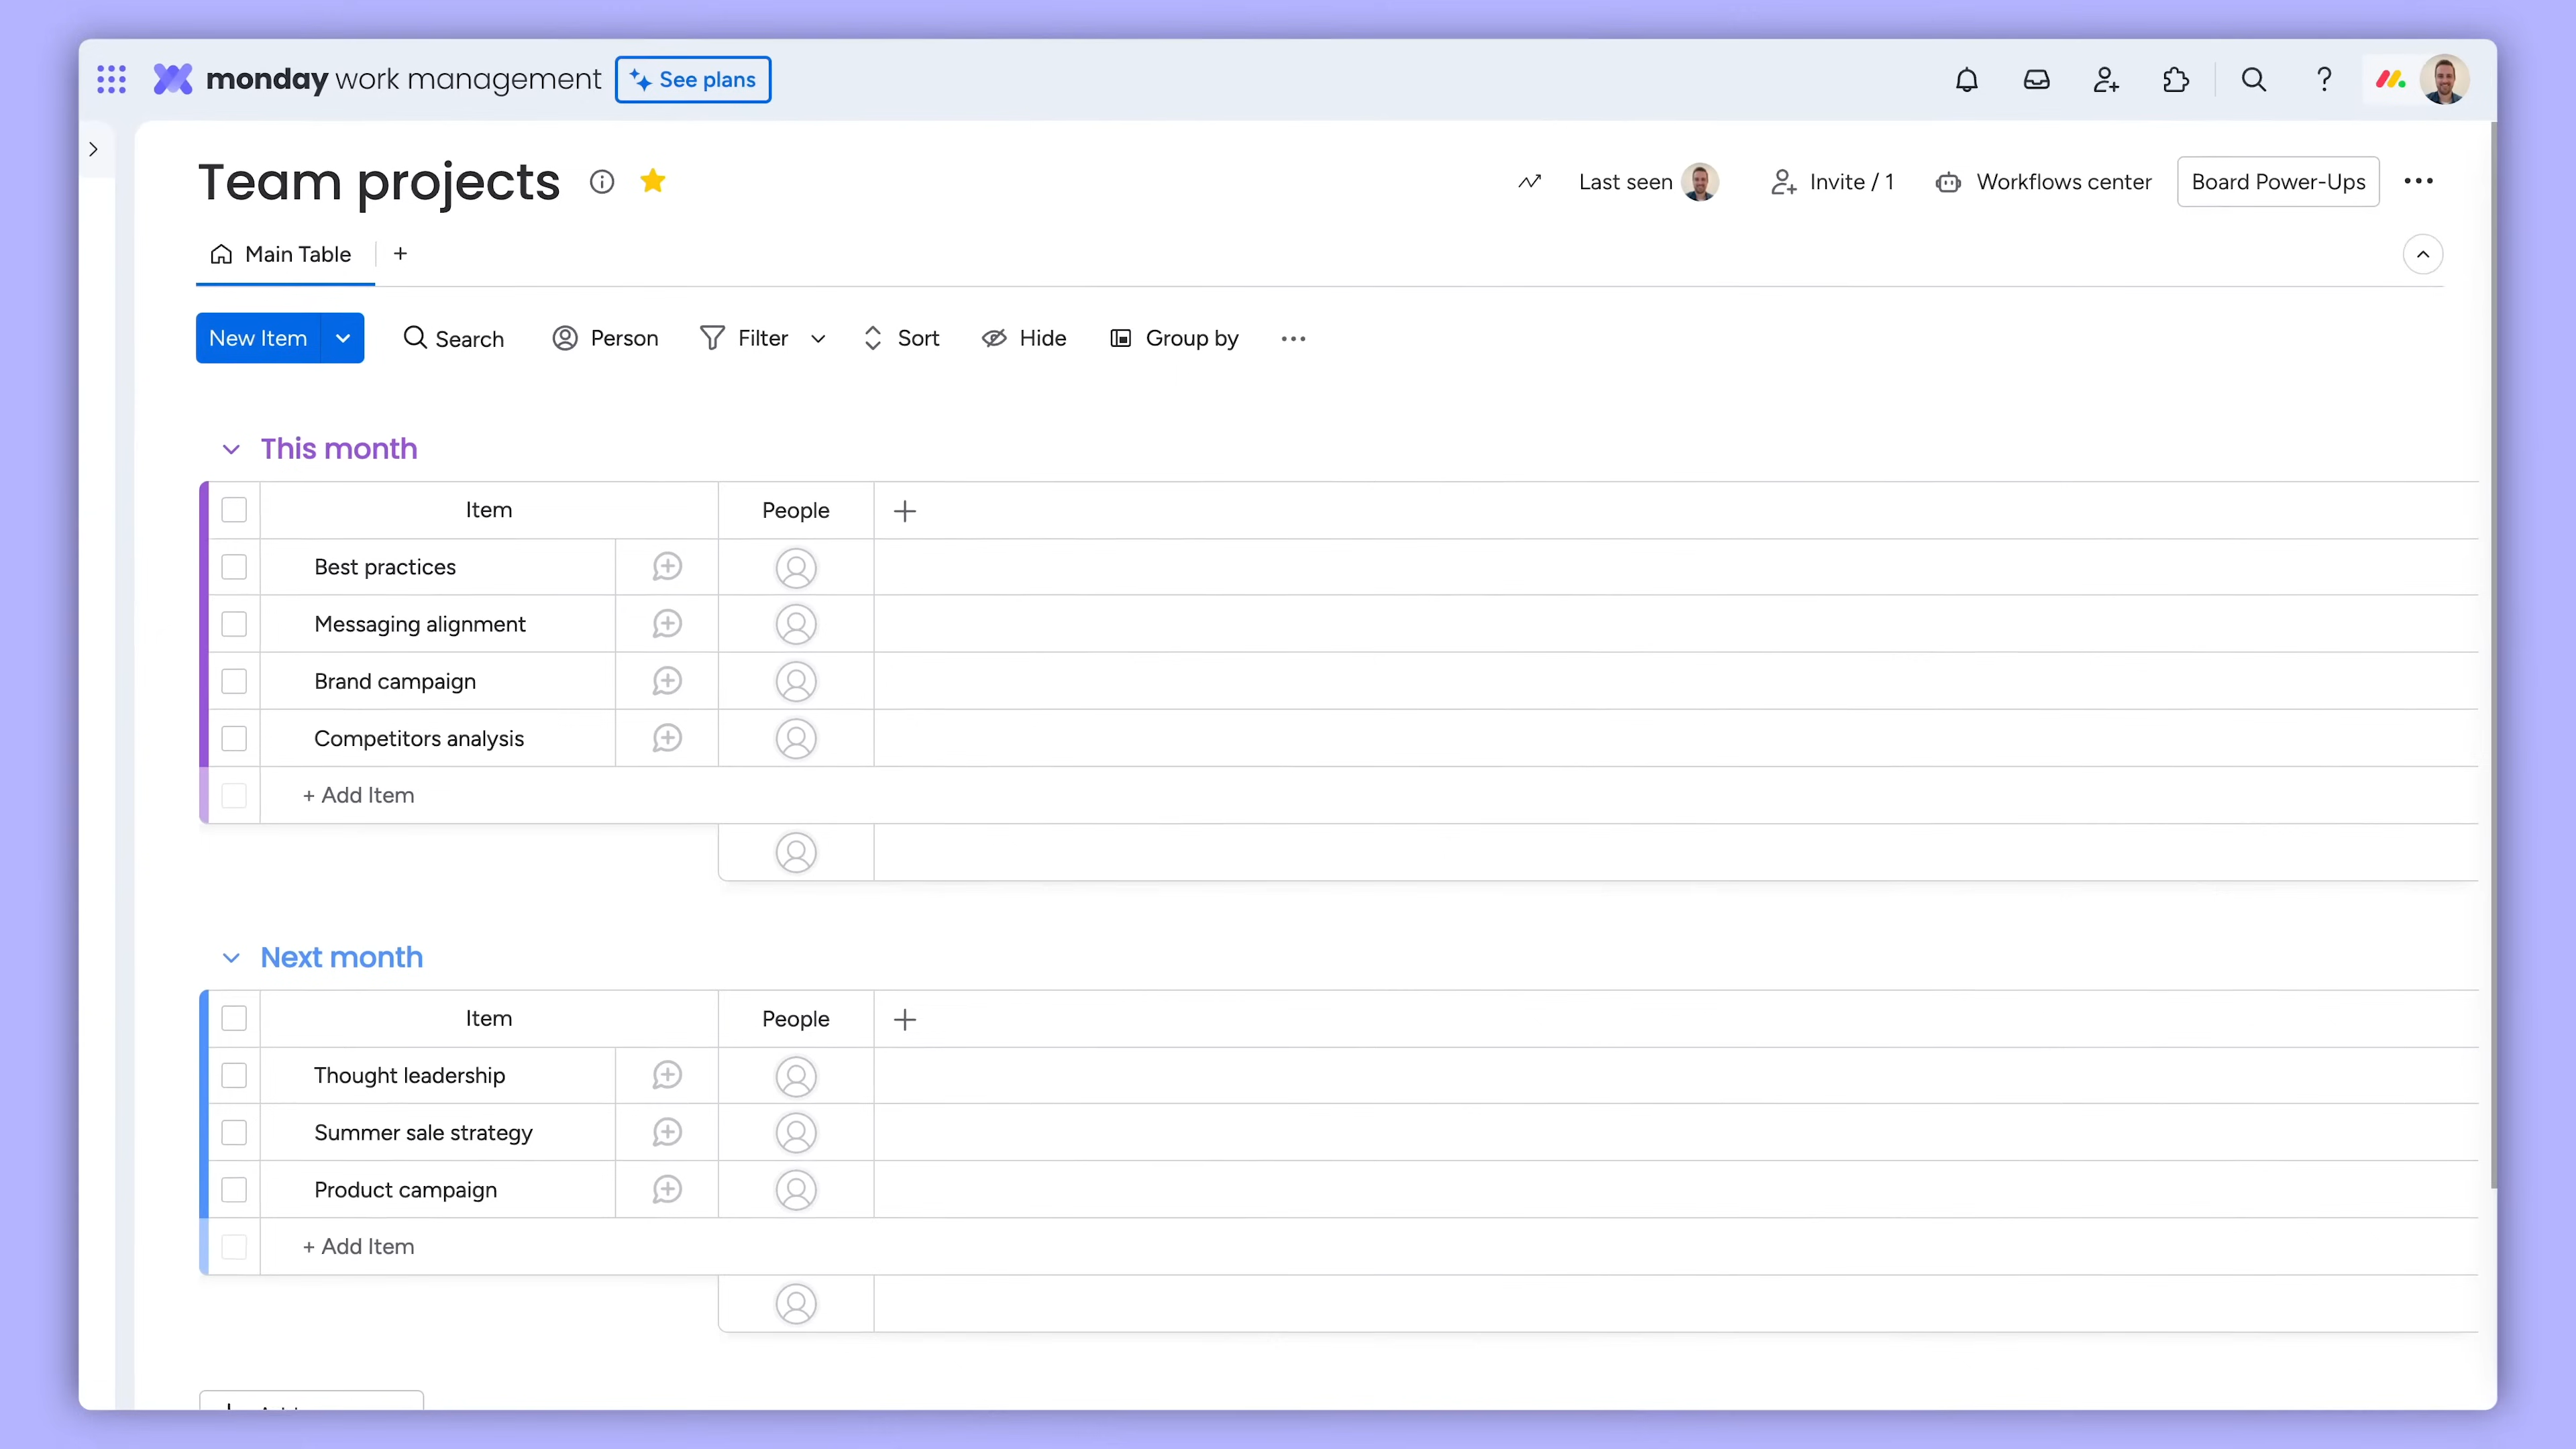 monday work management See plans
Team projects
Last seen Invite / 1 Workflows center Board Power-Ups
Main Table +
New Item Search Person Filter Sort Hide Group by
This month
Item People +
Best practices
Messaging alignment
Brand campaign
Competitors analysis
+ Add Item
Next month
Item People +
Thought leadership
Summer sale strategy
Product campaign
+ Add Item